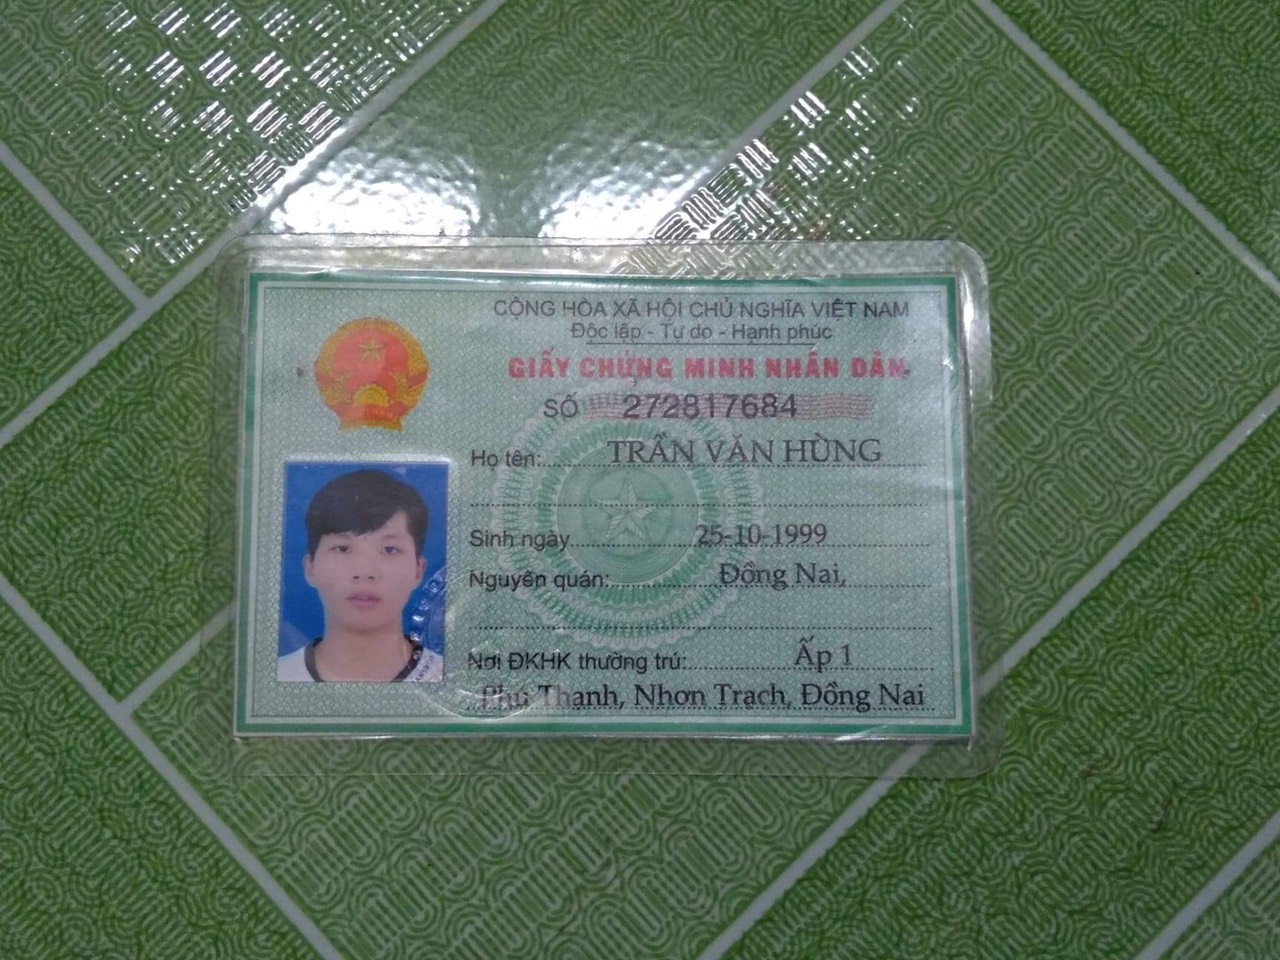 CỘNG HÒA XÃ HỘI CHỦ NGHĨA VIỆT NAM
Độc lập - Tự do - Hạnh phúc
GIẤY CHỨNG MINH NHÂN DÂN
SỐ 272817684
Họ tên: TRẦN VĂN HÙNG
Sinh ngày 25-10-1999
Nguyên quán: Đồng Nai,
Nơi ĐKHK thường trú: Ấp 1
Phú Thạnh, Nhơn Trạch, Đồng Nai